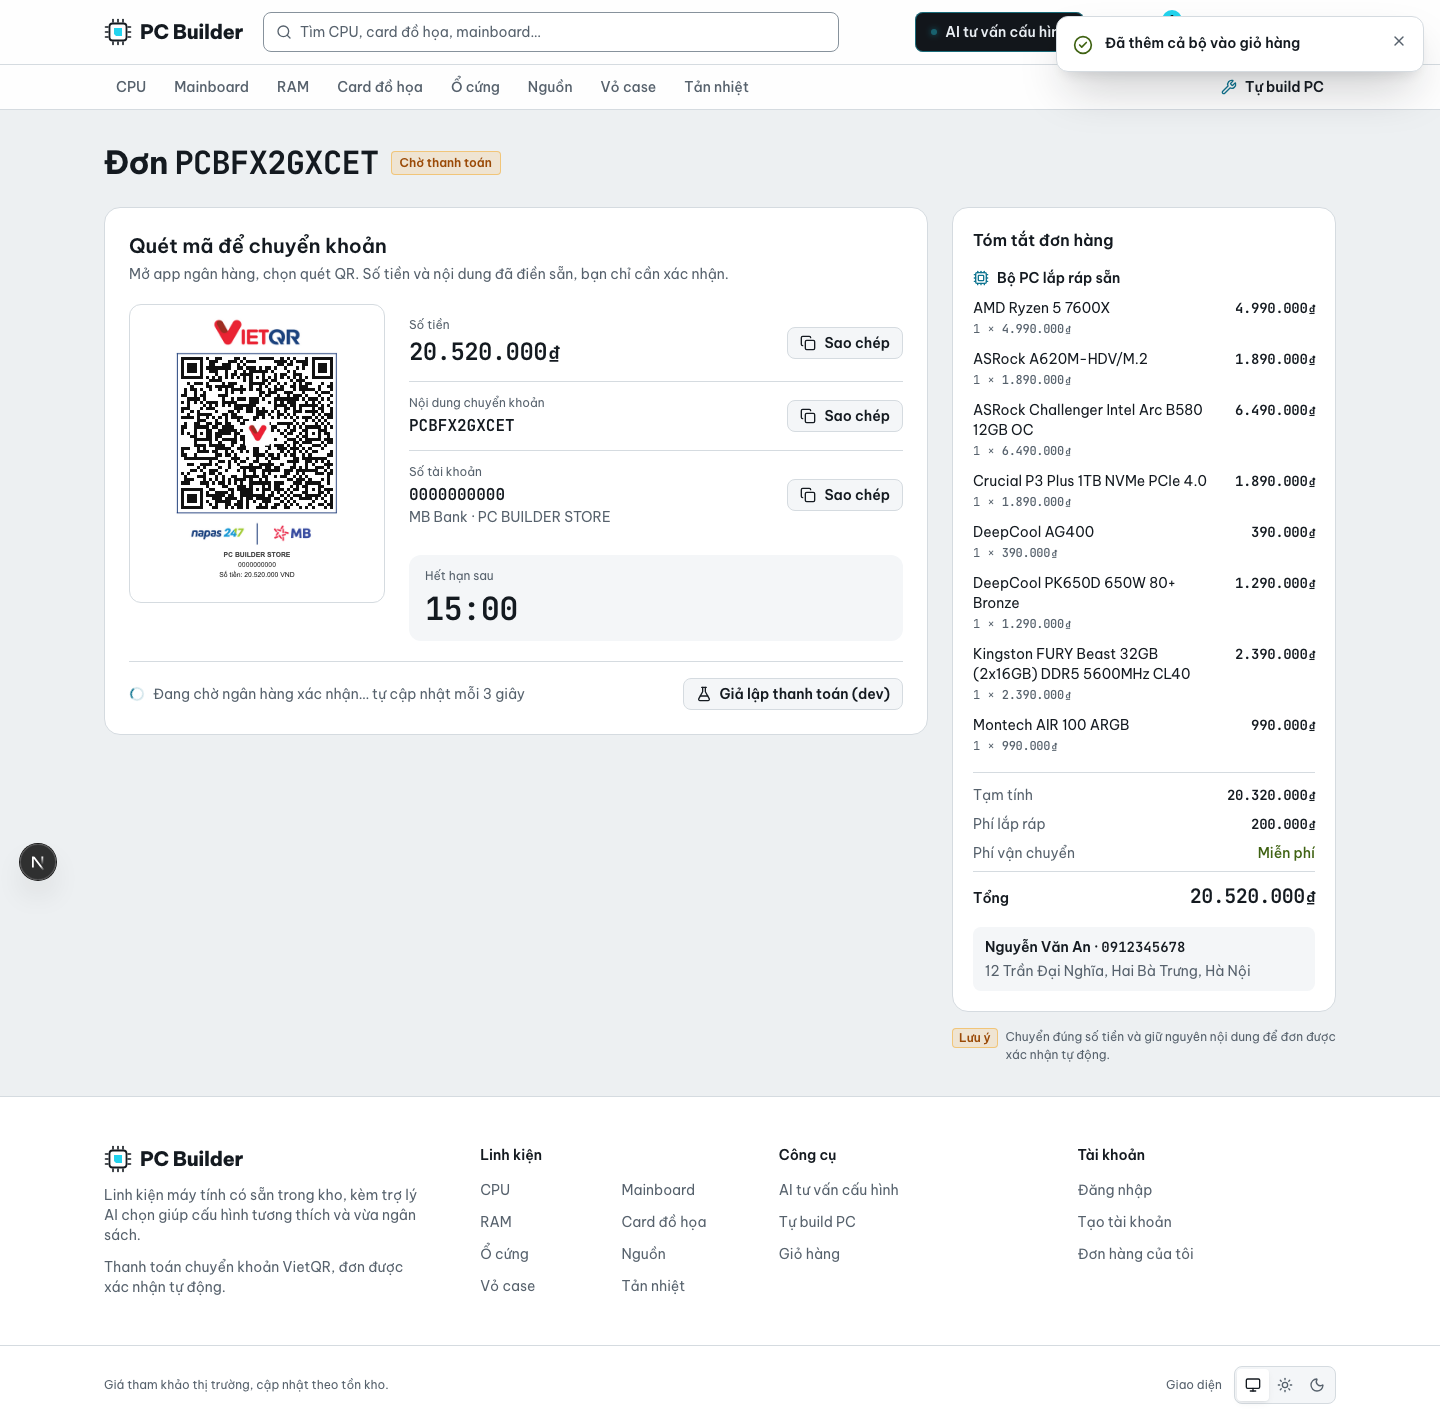 PC Builder
Tìm CPU, card đồ họa, mainboard...
AI tư vấn cấu
Đã thêm cả bộ vào giỏ hàng
CPU
Mainboard
RAM
Card đồ họa
Ổ cứng
Nguồn
Vỏ case
Tản nhiệt
Tự build PC
Đơn PCBFX2GXCET
Chờ thanh toán
Quét mã để chuyển khoản
Mở app ngân hàng, chọn quét QR. Số tiền và nội dung đã điền sẵn, bạn chỉ cần xác nhận.
VIETQR
napas 247
MB
PC BUILDER STORE
0000000000
Số tiền: 20.520.000 VND
Số tiền
20.520.000₫
Sao chép
Nội dung chuyển khoản
PCBFX2GXCET
Sao chép
Số tài khoản
0000000000
MB Bank · PC BUILDER STORE
Sao chép
Hết hạn sau
15:00
Đang chờ ngân hàng xác nhận... tự cập nhật mỗi 3 giây
Giả lập thanh toán (dev)
Tóm tắt đơn hàng
Bộ PC lắp ráp sẵn
AMD Ryzen 5 7600X
4.990.000₫
1 × 4.990.000₫
ASRock A620M-HDV/M.2
1.890.000₫
1 × 1.890.000₫
ASRock Challenger Intel Arc B580
12GB OC
6.490.000₫
1 × 6.490.000₫
Crucial P3 Plus 1TB NVMe PCIe 4.0
1.890.000₫
1 × 1.890.000₫
DeepCool AG400
390.000₫
1 × 390.000₫
DeepCool PK650D 650W 80+
Bronze
1.290.000₫
1 × 1.290.000₫
Kingston FURY Beast 32GB
(2x16GB) DDR5 5600MHz CL40
2.390.000₫
1 × 2.390.000₫
Montech AIR 100 ARGB
990.000₫
1 × 990.000₫
Tạm tính
20.320.000₫
Phí lắp ráp
200.000₫
Phí vận chuyển
Miễn phí
Tổng
20.520.000₫
Nguyễn Văn An · 0912345678
12 Trần Đại Nghĩa, Hai Bà Trưng, Hà Nội
Lưu ý
Chuyển đúng số tiền và giữ nguyên nội dung để đơn được
xác nhận tự động.
PC Builder
Linh kiện máy tính có sẵn trong kho, kèm trợ lý
AI chọn giúp cấu hình tương thích và vừa ngân
sách.
Thanh toán chuyển khoản VietQR, đơn được
xác nhận tự động.
Linh kiện
CPU
Mainboard
RAM
Card đồ họa
Ổ cứng
Nguồn
Vỏ case
Tản nhiệt
Công cụ
AI tư vấn cấu hình
Tự build PC
Giỏ hàng
Tài khoản
Đăng nhập
Tạo tài khoản
Đơn hàng của tôi
Giá tham khảo thị trường, cập nhật theo tồn kho.
Giao diện